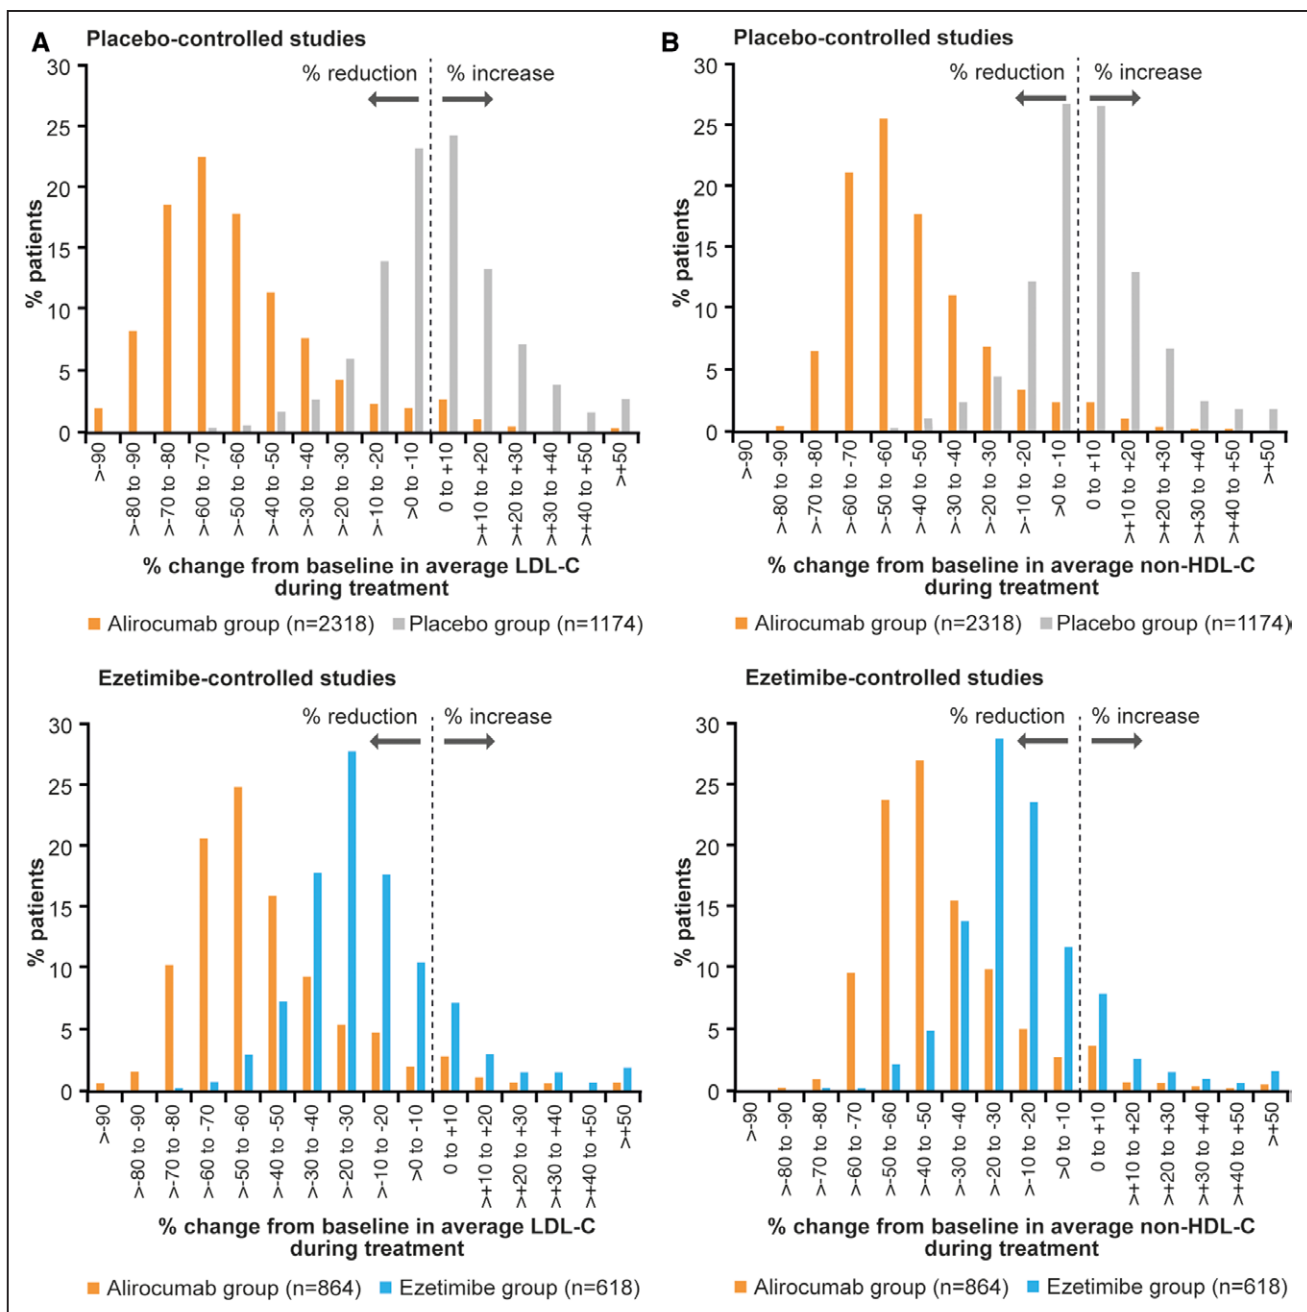 A
Placebo-controlled studies
% reduction
% increase
% patients
30
25
20
15
10
5
0
>-90
>-80 to -90
>-70 to -80
>-60 to -70
>-50 to -60
>-40 to -50
>-30 to -40
>-20 to -30
>-10 to -20
>0 to -10
0 to +10
>+10 to +20
>+20 to +30
>+30 to +40
>+40 to +50
>+50
% change from baseline in average LDL-C
during treatment
Alirocumab group (n=2318)
Placebo group (n=1174)
B
Placebo-controlled studies
% reduction
% increase
% patients
30
25
20
15
10
5
0
>-90
>-80 to -90
>-70 to -80
>-60 to -70
>-50 to -60
>-40 to -50
>-30 to -40
>-20 to -30
>-10 to -20
>0 to -10
0 to +10
>+10 to +20
>+20 to +30
>+30 to +40
>+40 to +50
>+50
% change from baseline in average non-HDL-C
during treatment
Alirocumab group (n=2318)
Placebo group (n=1174)
Ezetimibe-controlled studies
% reduction
% increase
% patients
30
25
20
15
10
5
0
>-90
>-80 to -90
>-70 to -80
>-60 to -70
>-50 to -60
>-40 to -50
>-30 to -40
>-20 to -30
>-10 to -20
>0 to -10
0 to +10
>+10 to +20
>+20 to +30
>+30 to +40
>+40 to +50
>+50
% change from baseline in average LDL-C
during treatment
Alirocumab group (n=864)
Ezetimibe group (n=618)
Ezetimibe-controlled studies
% reduction
% increase
% patients
30
25
20
15
10
5
0
>-90
>-80 to -90
>-70 to -80
>-60 to -70
>-50 to -60
>-40 to -50
>-30 to -40
>-20 to -30
>-10 to -20
>0 to -10
0 to +10
>+10 to +20
>+20 to +30
>+30 to +40
>+40 to +50
>+50
% change from baseline in average non-HDL-C
during treatment
Alirocumab group (n=864)
Ezetimibe group (n=618)